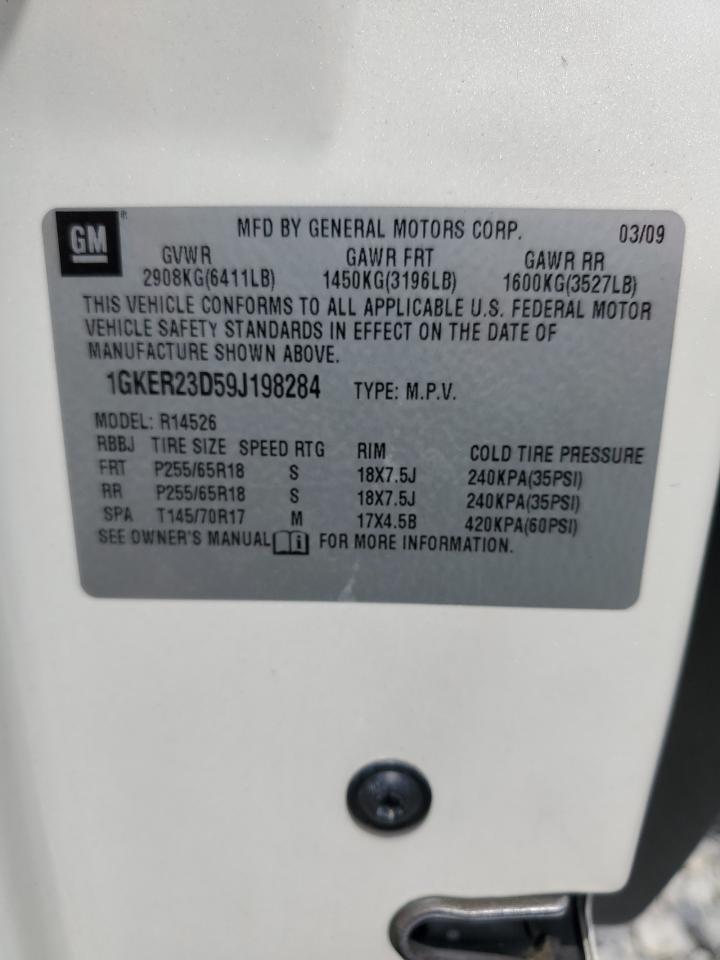 GM ®
MFD BY GENERAL MOTORS CORP. 03/09
GVWR GAWR FRT GAWR RR
2908KG(6411LB) 1450KG(3196LB) 1600KG(3527LB)
THIS VEHICLE CONFORMS TO ALL APPLICABLE U.S. FEDERAL MOTOR
VEHICLE SAFETY STANDARDS IN EFFECT ON THE DATE OF
MANUFACTURE SHOWN ABOVE.
1GKER23D59J198284 TYPE: M.P.V.
MODEL: R14526
RBBJ TIRE SIZE SPEED RTG RIM COLD TIRE PRESSURE
FRT P255/65R18 S 18X7.5J 240KPA(35PSI)
RR P255/65R18 S 18X7.5J 240KPA(35PSI)
SPA T145/70R17 M 17X4.5B 420KPA(60PSI)
SEE OWNER'S MANUAL i FOR MORE INFORMATION.